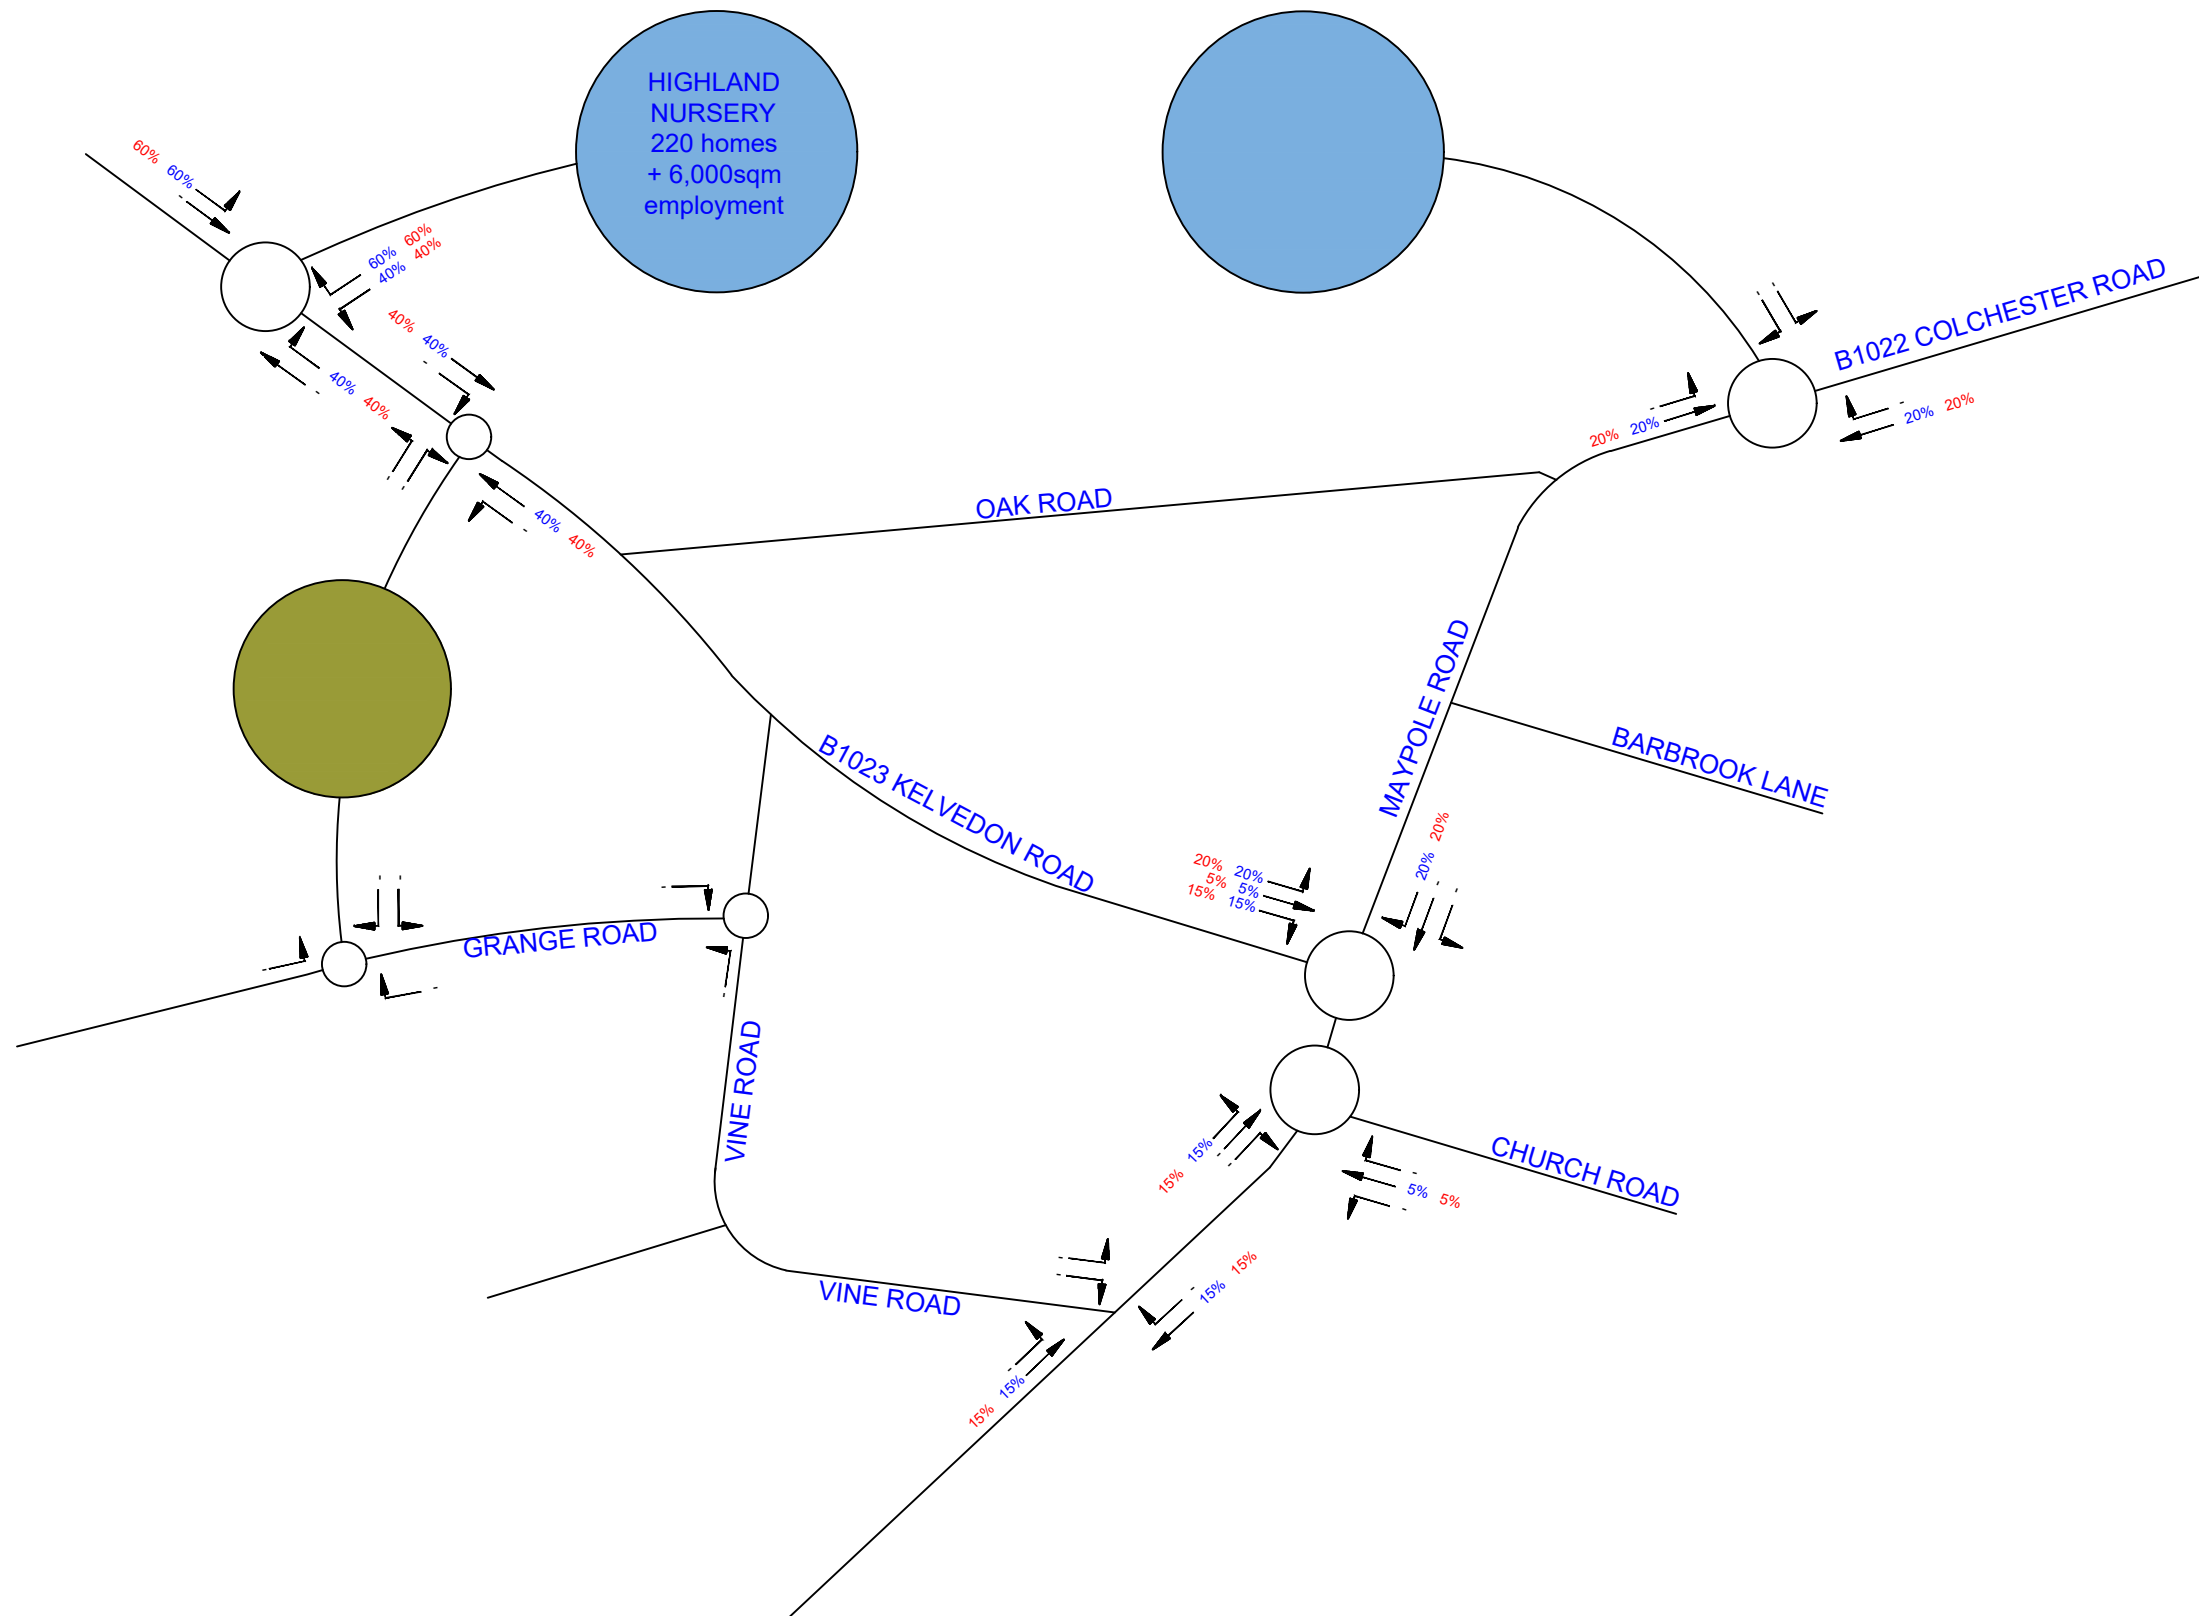 HIGHLAND
NURSERY
220 homes
+ 6,000sqm
employment
60% 60%
60% 60%
40% 40%
40% 40%
40% 40%
40% 40%
B1022 COLCHESTER ROAD
20% 20%
20% 20%
OAK ROAD
MAYPOLE ROAD
BARBROOK LANE
B1023 KELVEDON ROAD
20% 20%
5% 5%
15% 15%
20% 20%
GRANGE ROAD
VINE ROAD
15% 15%
CHURCH ROAD
5% 5%
VINE ROAD
15% 15%
15% 15%